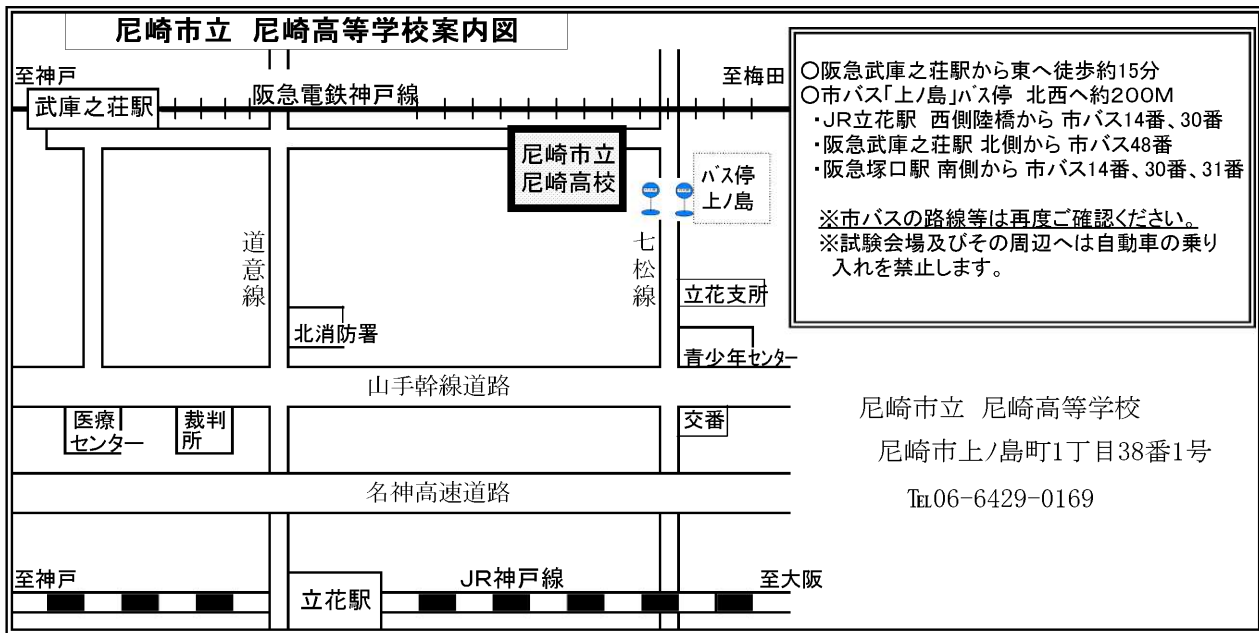 尼崎市立 尼崎高等学校案内図
至神戸
阪急電鉄神戸線
至梅田
武庫之荘駅
尼崎市立
尼崎高校
バス停
上ノ島
道意線
七松線
立花支所
北消防署
青少年センター
山手幹線道路
医療
センター
裁判
所
交番
名神高速道路
至神戸
立花駅
JR神戸線
至大阪
○阪急武庫之荘駅から東へ徒歩約15分
○市バス「上ノ島」バス停 北西へ約200M
・JR立花駅 西側陸橋から 市バス14番、30番
・阪急武庫之荘駅 北側から 市バス48番
・阪急塚口駅 南側から 市バス14番、30番、31番
※市バスの路線等は再度ご確認ください。
※試験会場及びその周辺へは自動車の乗り
入れを禁止します。
尼崎市立 尼崎高等学校
尼崎市上ノ島町1丁目38番1号
℡06-6429-0169